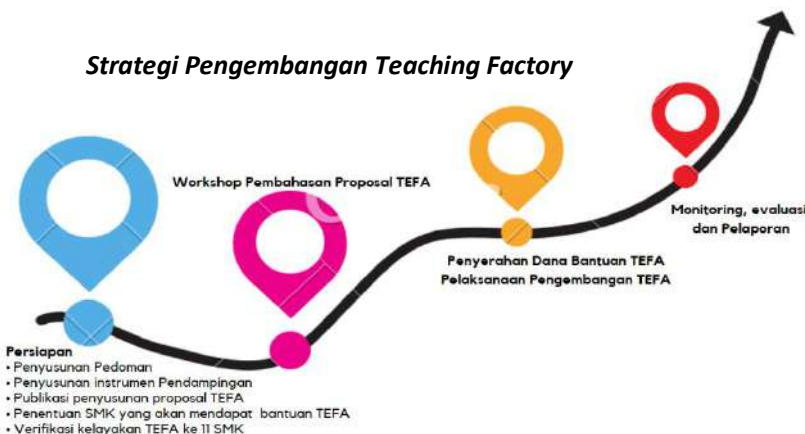 Strategi Pengembangan Teaching Factory
Workshop Pembahasan Proposal TEFA
Monitoring, evaluasi
dan Pelaporan
Penyerahan Dana Bantuan TEFA
Pelaksanaan Pengembangan TEFA
Persiapan
• Penyusunan Pedoman
• Penyusunan instrumen Pendampingan
• Publikasi penyusunan proposal TEFA
• Penentuan SMK yang akan mendapat bantuan TEFA
• Verifikasi kelayakan TEFA ke 11 SMK